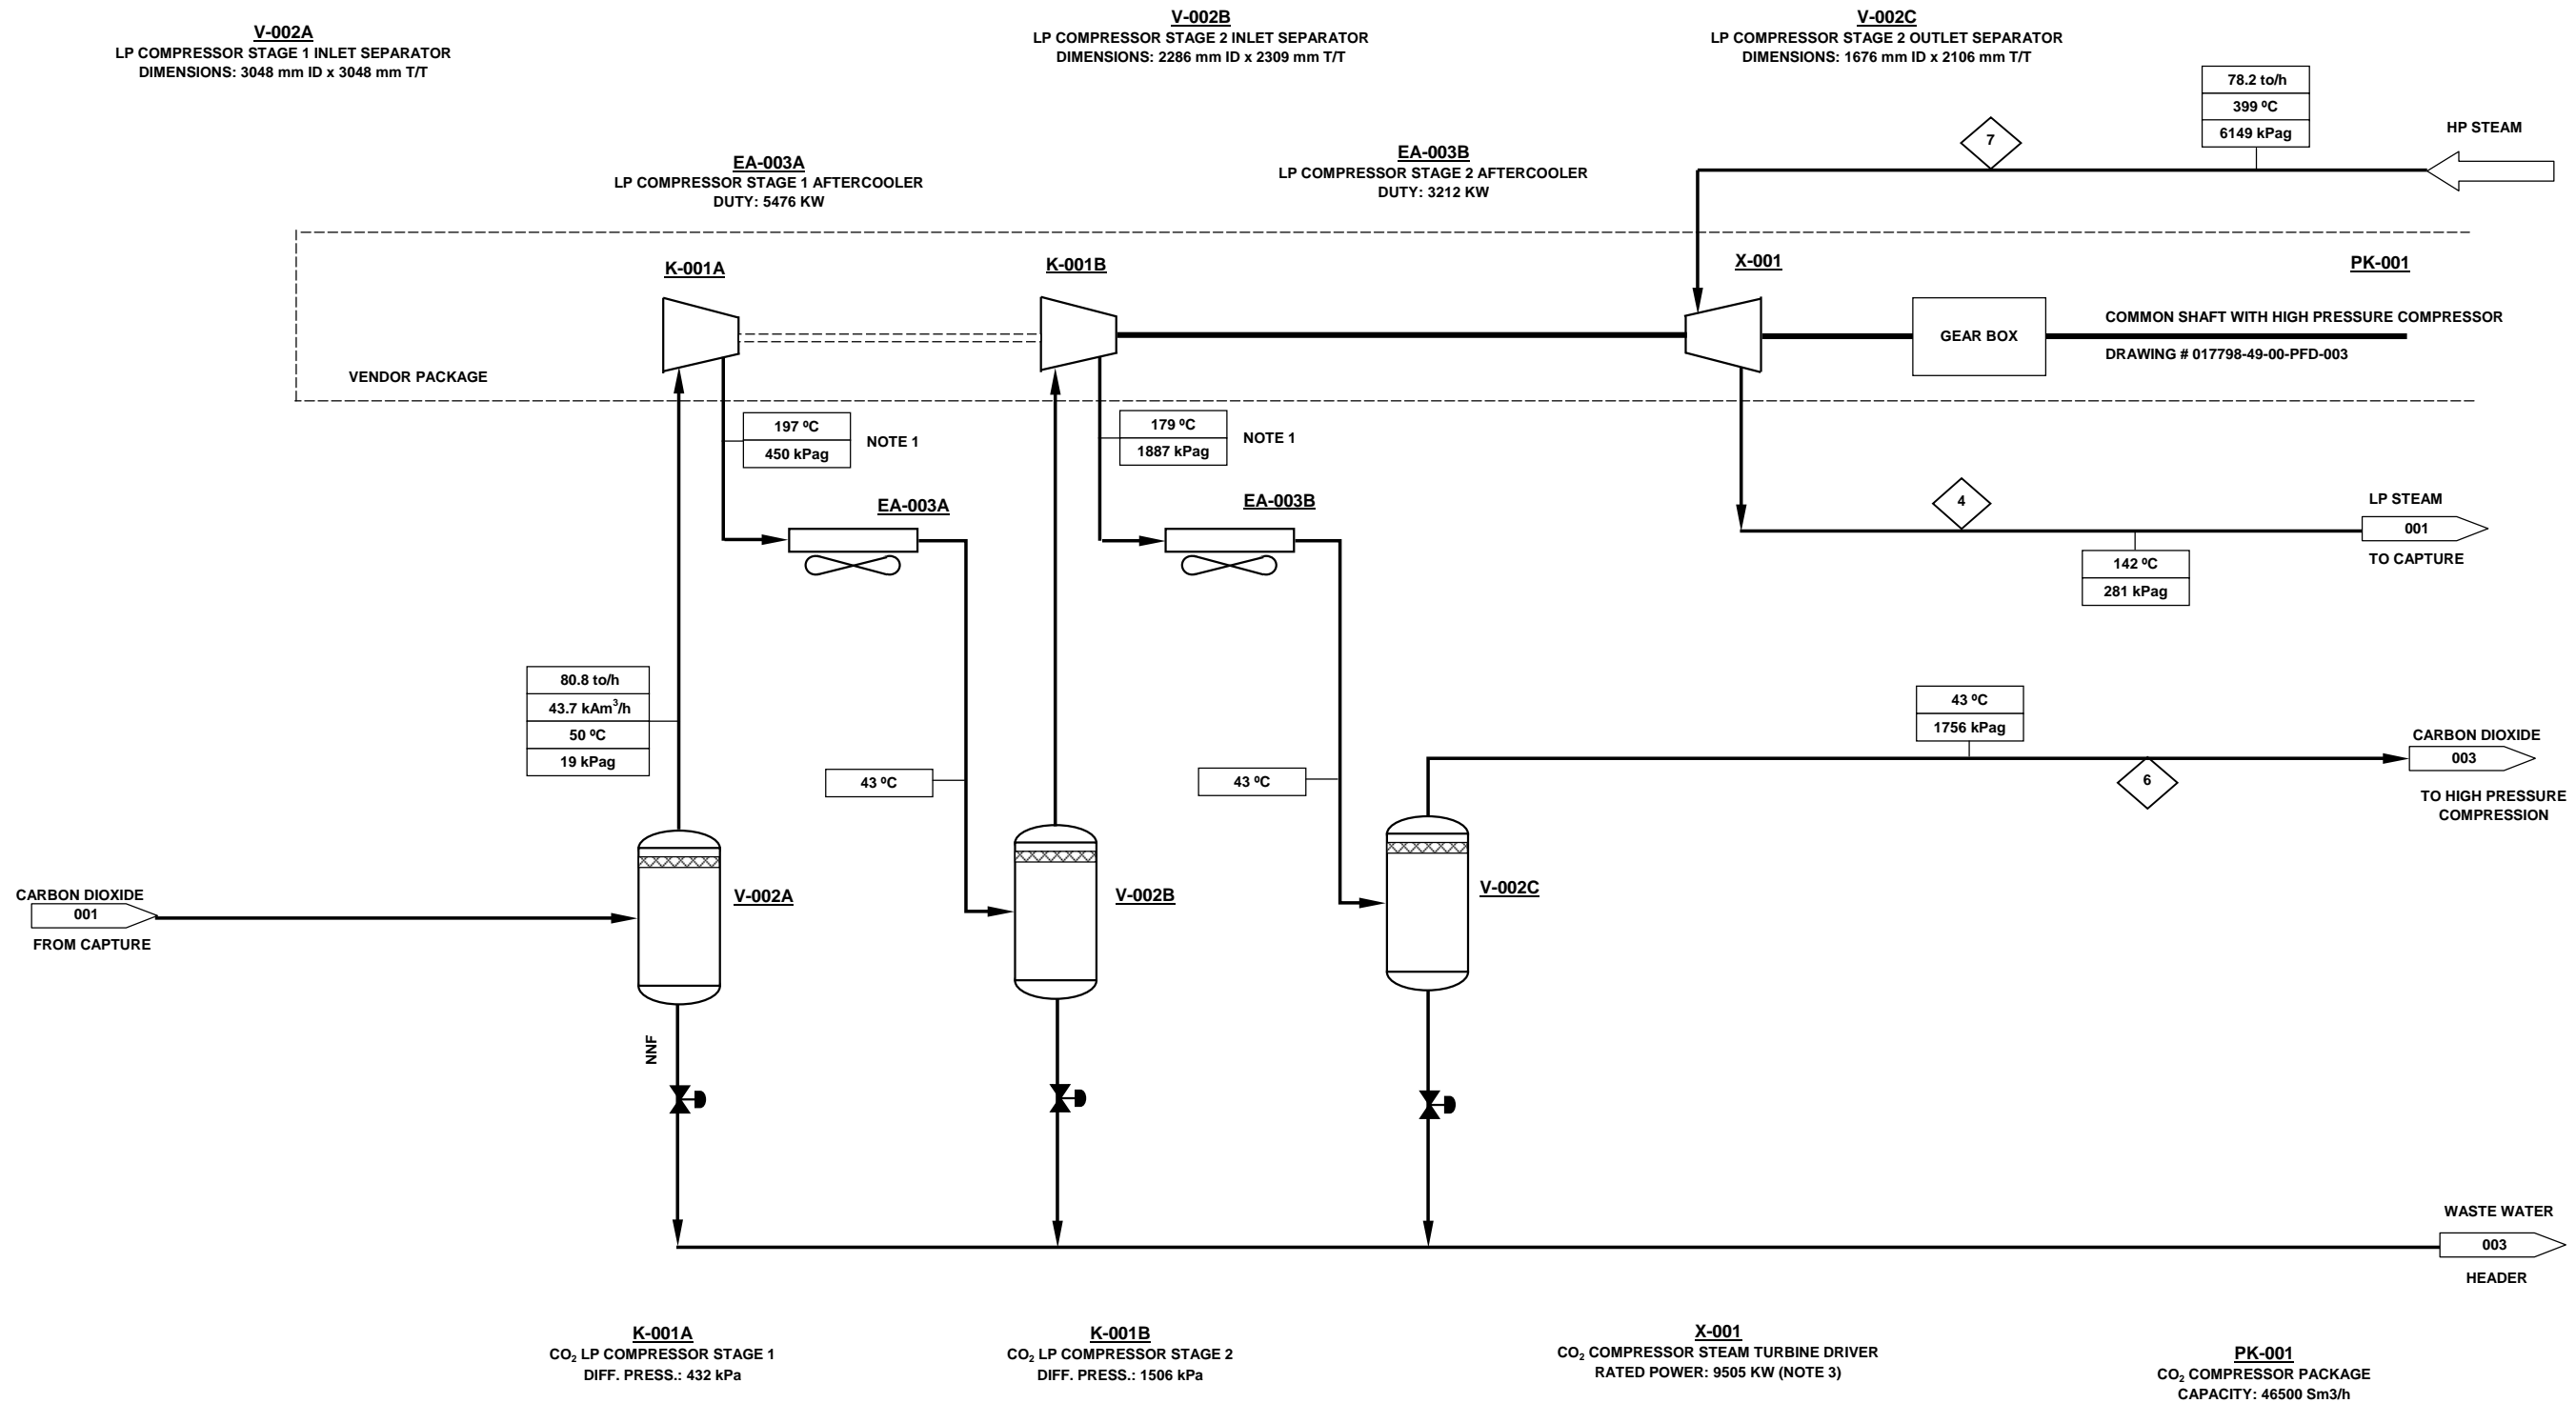 V-002A
LP COMPRESSOR STAGE 1 INLET SEPARATOR
DIMENSIONS: 3048 mm ID x 3048 mm T/T
V-002B
LP COMPRESSOR STAGE 2 INLET SEPARATOR
DIMENSIONS: 2286 mm ID x 2309 mm T/T
V-002C
LP COMPRESSOR STAGE 2 OUTLET SEPARATOR
DIMENSIONS: 1676 mm ID x 2106 mm T/T
78.2 to/h
399 ºC
6149 kPag
HP STEAM
7
EA-003A
LP COMPRESSOR STAGE 1 AFTERCOOLER
DUTY: 5476 KW
EA-003B
LP COMPRESSOR STAGE 2 AFTERCOOLER
DUTY: 3212 KW
K-001A
K-001B
X-001
PK-001
GEAR BOX
COMMON SHAFT WITH HIGH PRESSURE COMPRESSOR
DRAWING # 017798-49-00-PFD-003
VENDOR PACKAGE
197 ºC
450 kPag
NOTE 1
179 ºC
1887 kPag
NOTE 1
EA-003A
EA-003B
4
LP STEAM
001
TO CAPTURE
142 ºC
281 kPag
80.8 to/h
43.7 kAm³/h
50 ºC
19 kPag
43 ºC
43 ºC
43 ºC
1756 kPag
6
CARBON DIOXIDE
003
TO HIGH PRESSURE
COMPRESSION
CARBON DIOXIDE
001
FROM CAPTURE
V-002A
V-002B
V-002C
NNF
WASTE WATER
003
HEADER
K-001A
CO₂ LP COMPRESSOR STAGE 1
DIFF. PRESS.: 432 kPa
K-001B
CO₂ LP COMPRESSOR STAGE 2
DIFF. PRESS.: 1506 kPa
X-001
CO₂ COMPRESSOR STEAM TURBINE DRIVER
RATED POWER: 9505 KW (NOTE 3)
PK-001
CO₂ COMPRESSOR PACKAGE
CAPACITY: 46500 Sm3/h